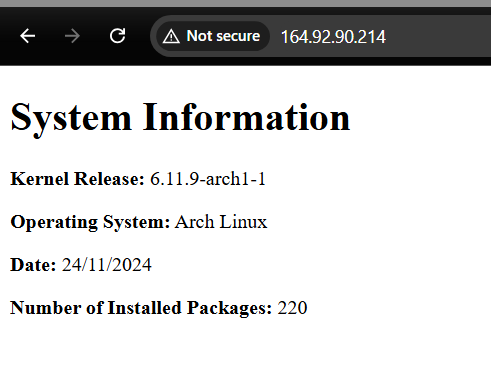 Not secure 164.92.90.214
System Information
Kernel Release: 6.11.9-arch1-1
Operating System: Arch Linux
Date: 24/11/2024
Number of Installed Packages: 220